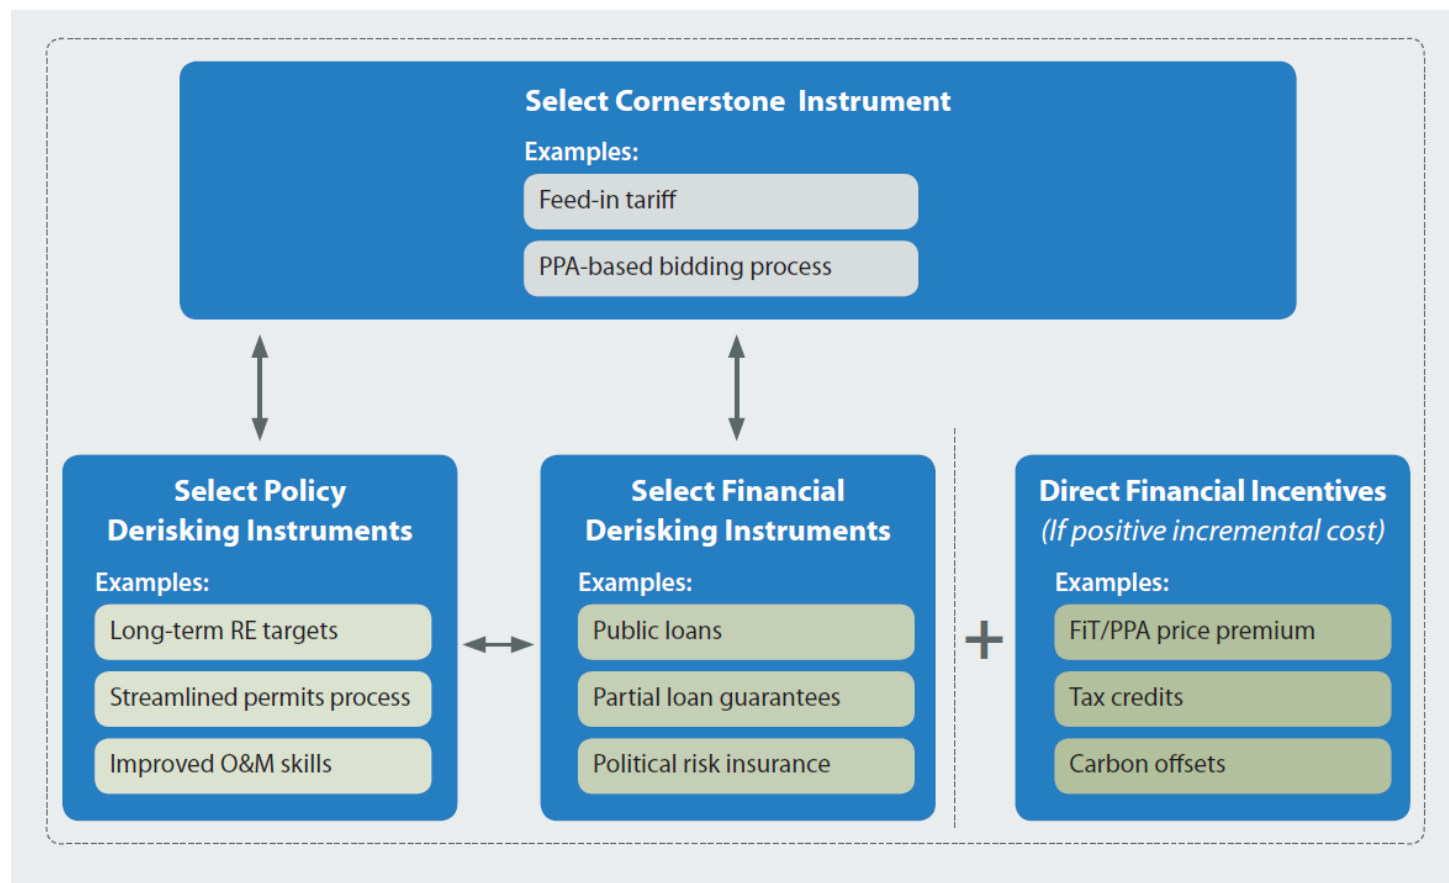 Select Cornerstone Instrument
Examples:
Feed-in tariff
PPA-based bidding process
Select Policy
Derisking Instruments
Examples:
Long-term RE targets
Streamlined permits process
Improved O&M skills
Select Financial
Derisking Instruments
Examples:
Public loans
Partial loan guarantees
Political risk insurance
+
Direct Financial Incentives
(If positive incremental cost)
Examples:
FiT/PPA price premium
Tax credits
Carbon offsets